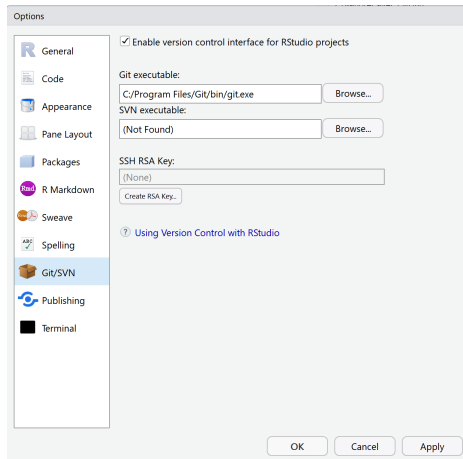 Options
General
Code
Appearance
Pane Layout
Packages
Rmd R Markdown
Sweave
ABC Spelling
Git/SVN
Publishing
Terminal
Enable version control interface for RStudio projects
Git executable:
C:/Program Files/Git/bin/git.exe Browse...
SVN executable:
(Not Found) Browse...
SSH RSA Key:
(None)
Create RSA Key..
? Using Version Control with RStudio
OK Cancel Apply